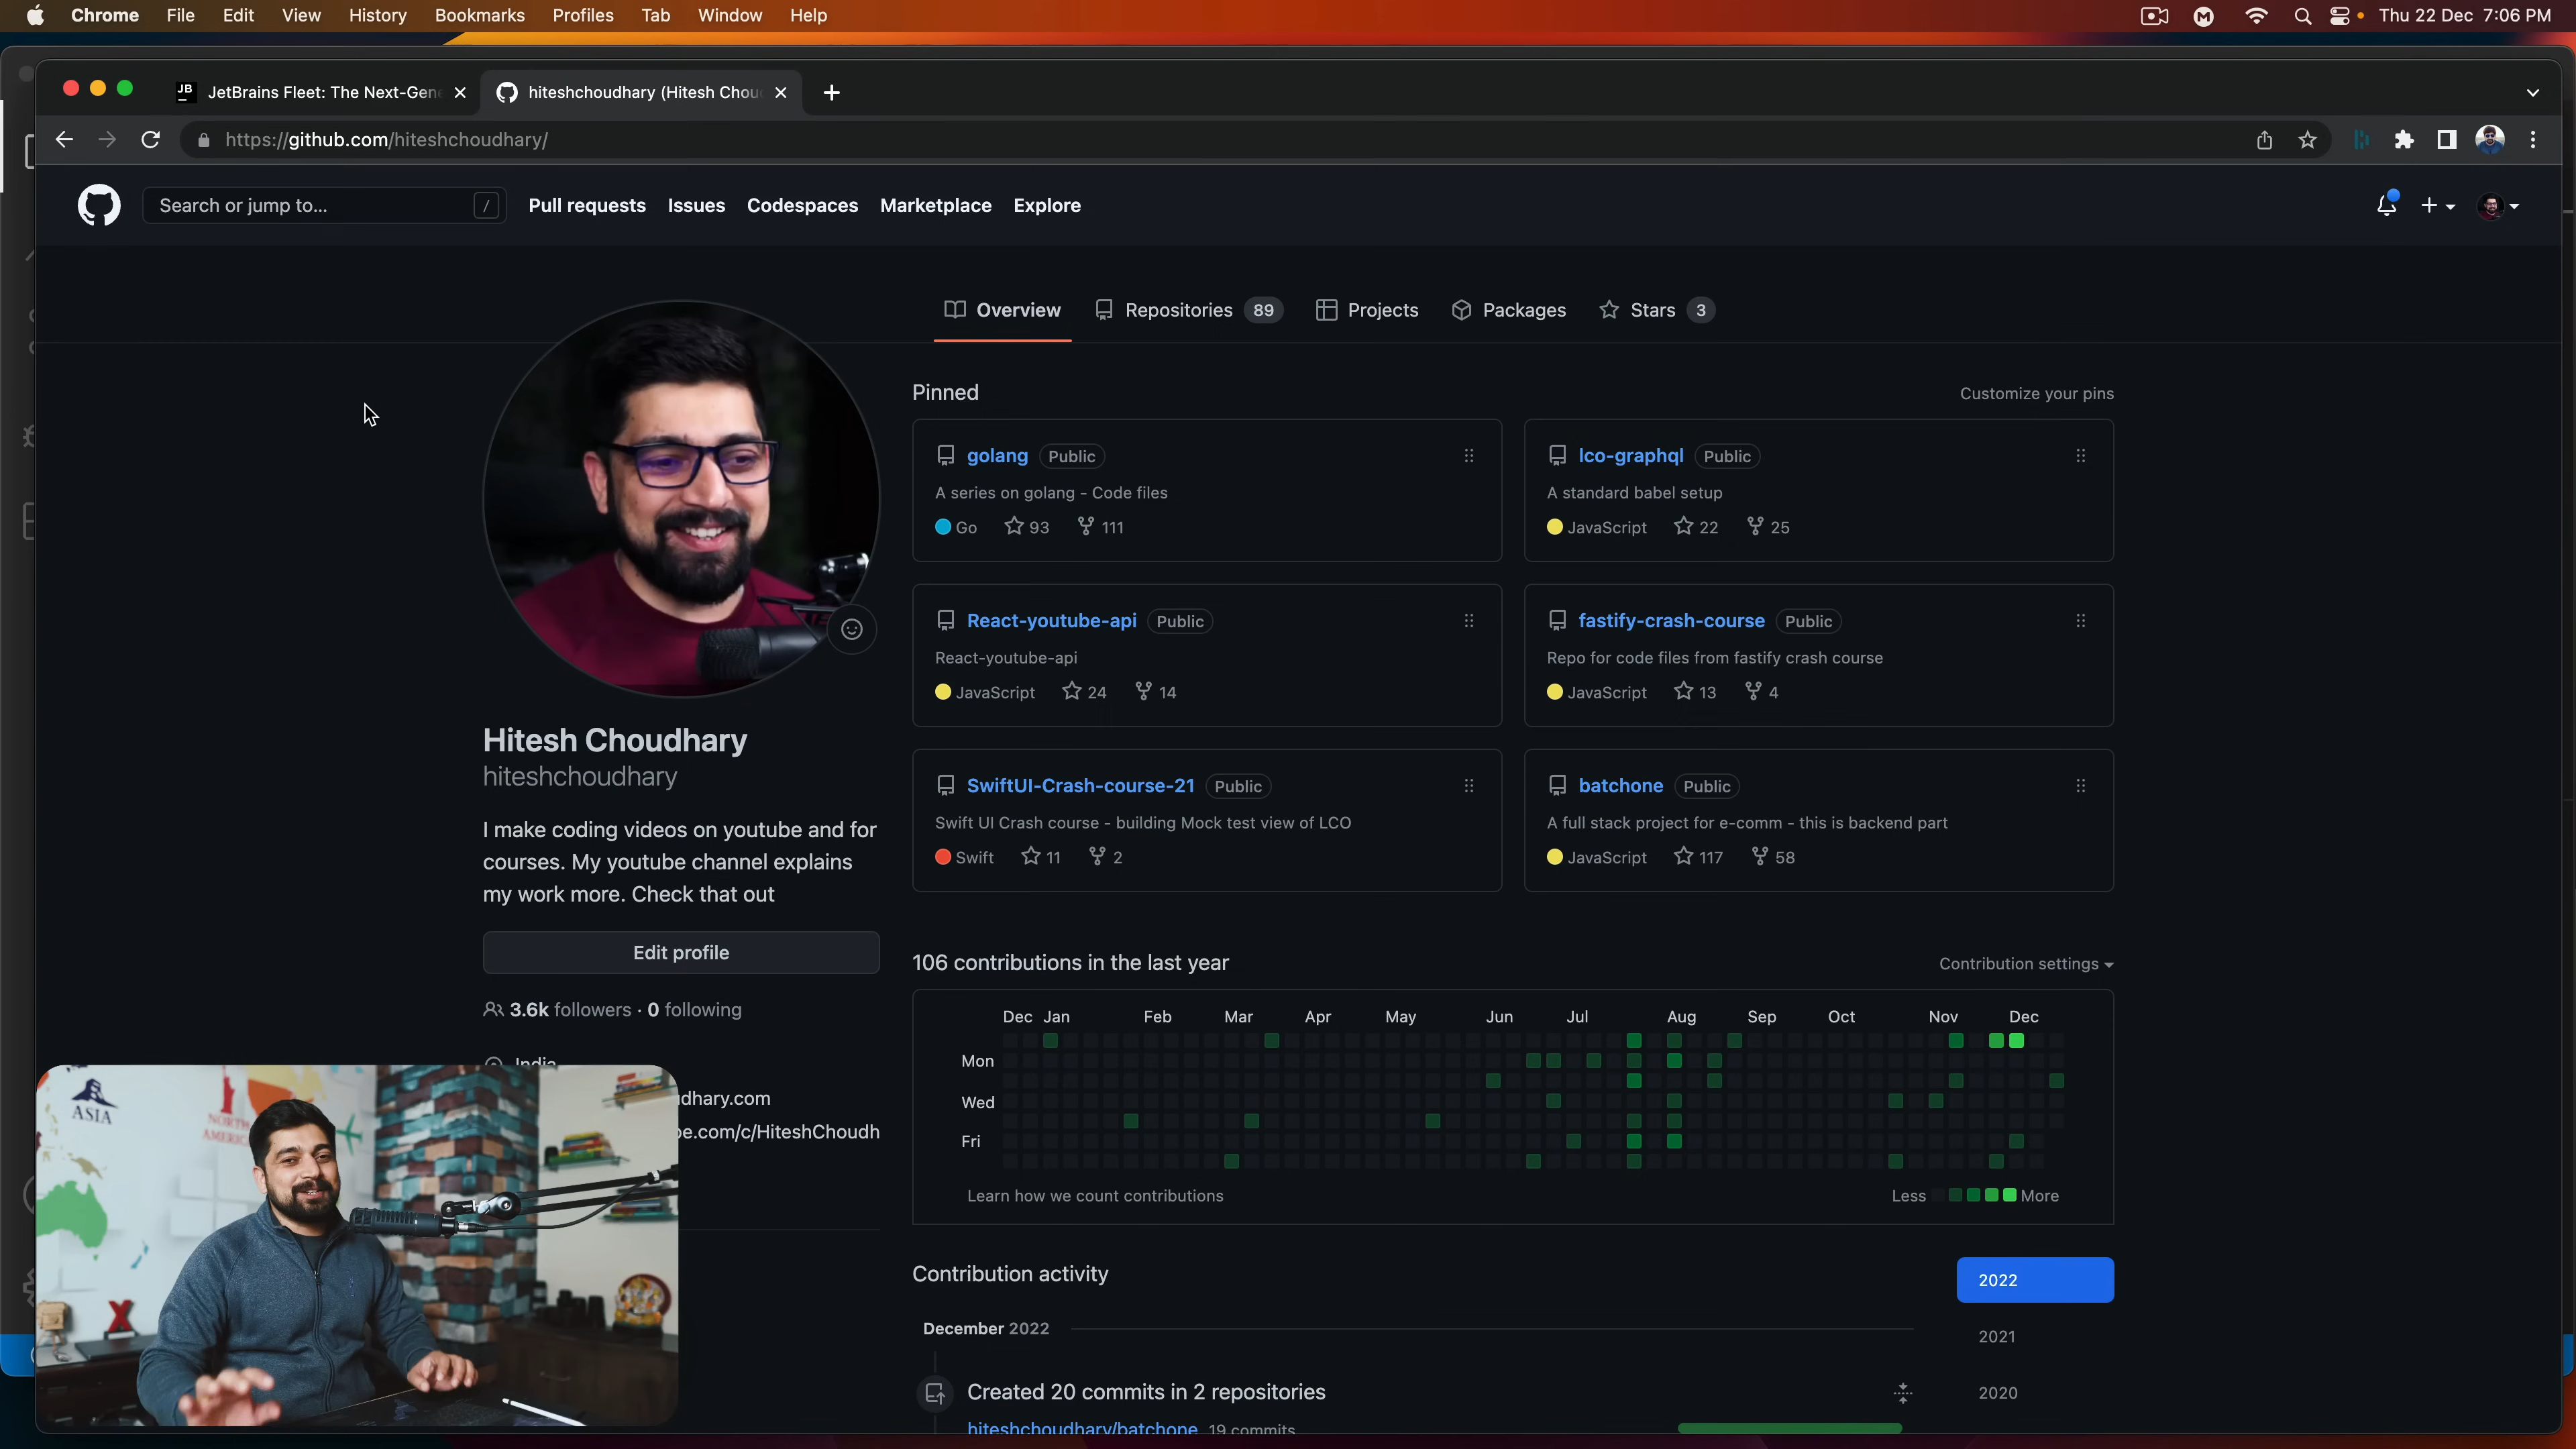 Chrome File Edit View History Bookmarks Profiles Tab Window Help
Thu 22 Dec 7:06 PM
JetBrains Fleet: The Next-Gen
hiteshchoudhary (Hitesh Chou
https://github.com/hiteshchoudhary/
Search or jump to... /
Pull requests Issues Codespaces Marketplace Explore
Overview Repositories 89 Projects Packages Stars 3
Hitesh Choudhary
hiteshchoudhary
I make coding videos on youtube and for
courses. My youtube channel explains
my work more. Check that out
Edit profile
3.6k followers · 0 following
India
dhary.com
be.com/c/HiteshChoudh
ASIA
NORTH
AMERICA
Pinned
Customize your pins
golang Public
A series on golang - Code files
Go 93 111
lco-graphql Public
A standard babel setup
JavaScript 22 25
React-youtube-api Public
React-youtube-api
JavaScript 24 14
fastify-crash-course Public
Repo for code files from fastify crash course
JavaScript 13 4
SwiftUI-Crash-course-21 Public
Swift UI Crash course - building Mock test view of LCO
Swift 11 2
batchone Public
A full stack project for e-comm - this is backend part
JavaScript 117 58
106 contributions in the last year
Contribution settings
Dec Jan Feb Mar Apr May Jun Jul Aug Sep Oct Nov Dec
Mon
Wed
Fri
Learn how we count contributions
Less More
Contribution activity
2022
2021
2020
December 2022
Created 20 commits in 2 repositories
hiteshchoudhary/batchone 19 commits